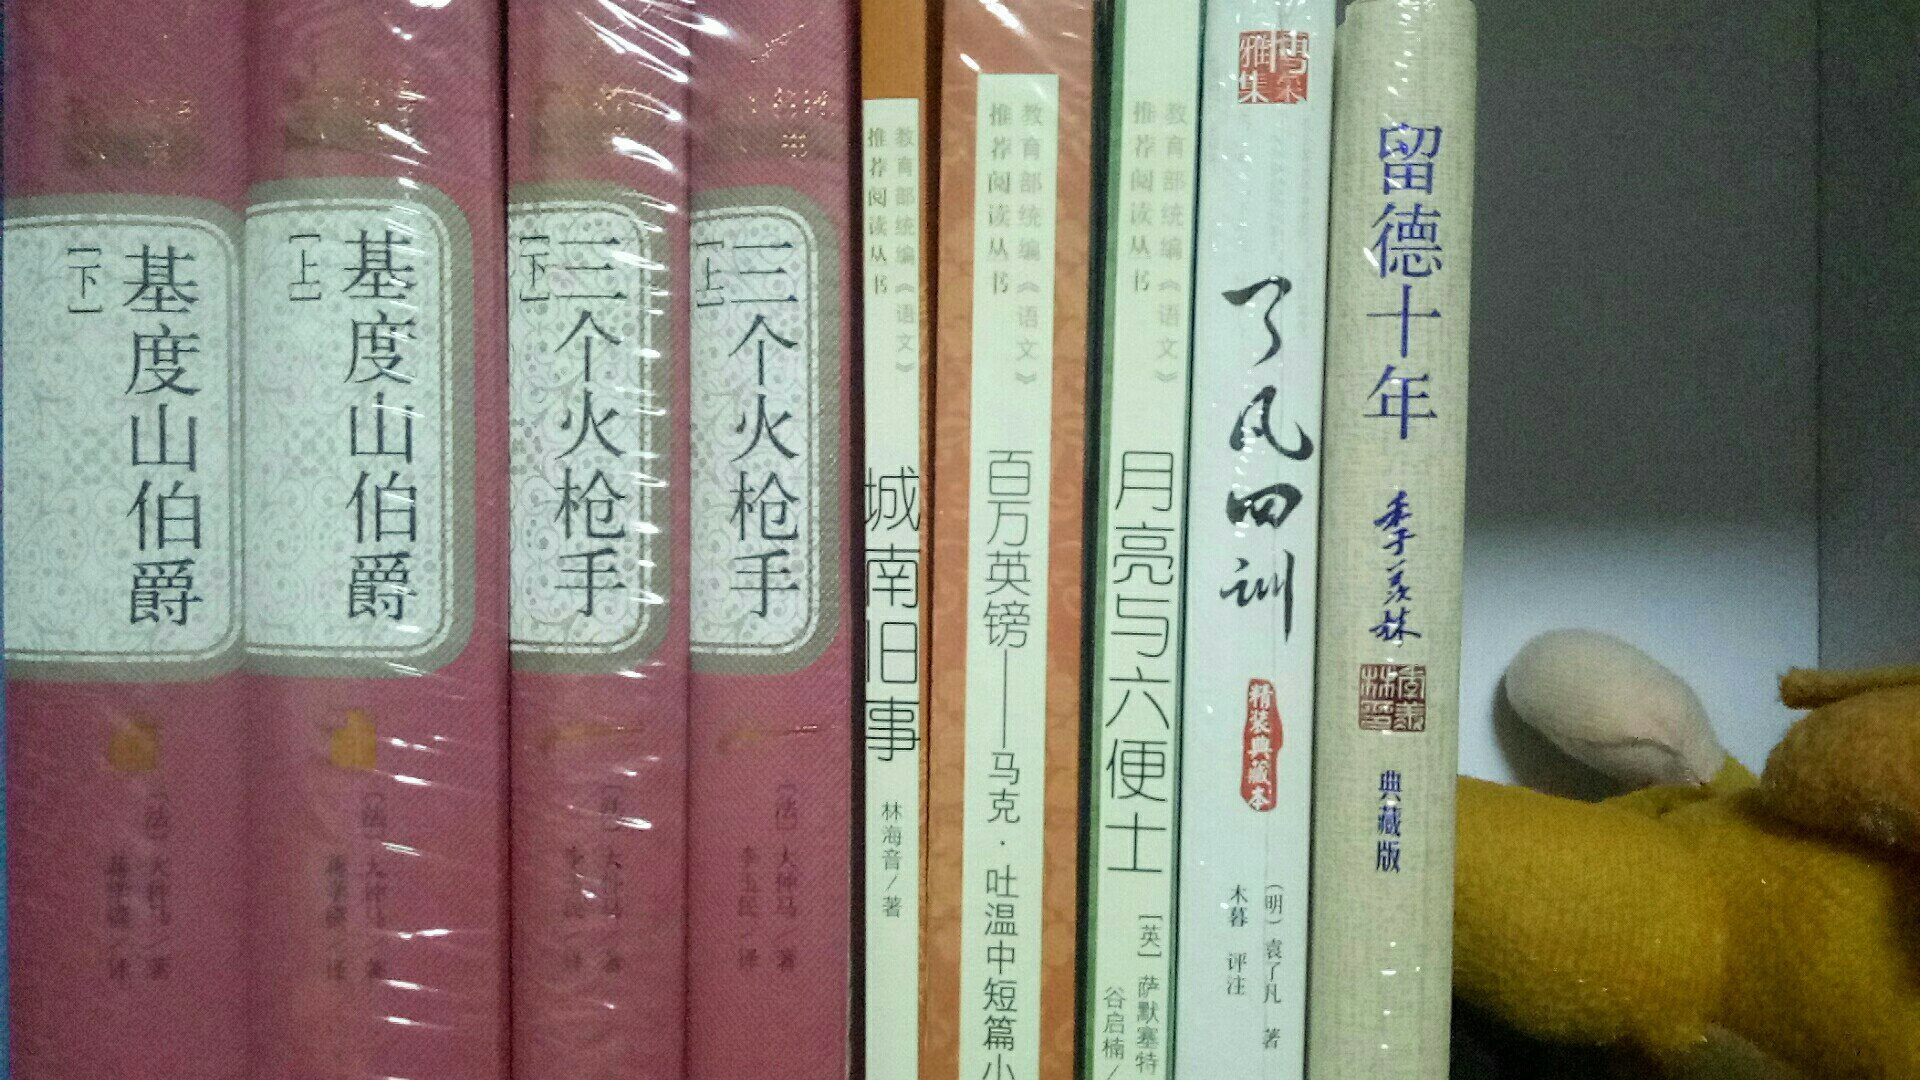 基度山伯爵
[下]
基度山伯爵
[上]
三个火枪手
[下]
三个火枪手
[上]
[法] 大仲马 著
教育部统编《语文》
推荐阅读丛书
城南旧事
林海音/著
教育部统编《语文》
推荐阅读丛书
百万英镑——马克·吐温中短篇小
教育部统编《语文》
推荐阅读丛书
月亮与六便士
[英] 萨默塞特
谷启楠/
了凡四训
精装典藏本
(明) 袁了凡 著
木暮 评注
留德十年
季羡林
典藏版